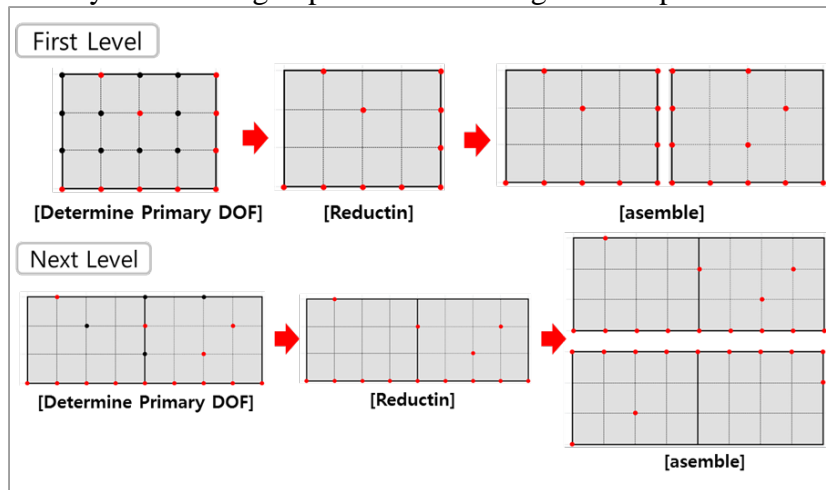 First Level
[Determine Primary DOF]
[Reductin]
[asemble]
Next Level
[Determine Primary DOF]
[Reductin]
[asemble]